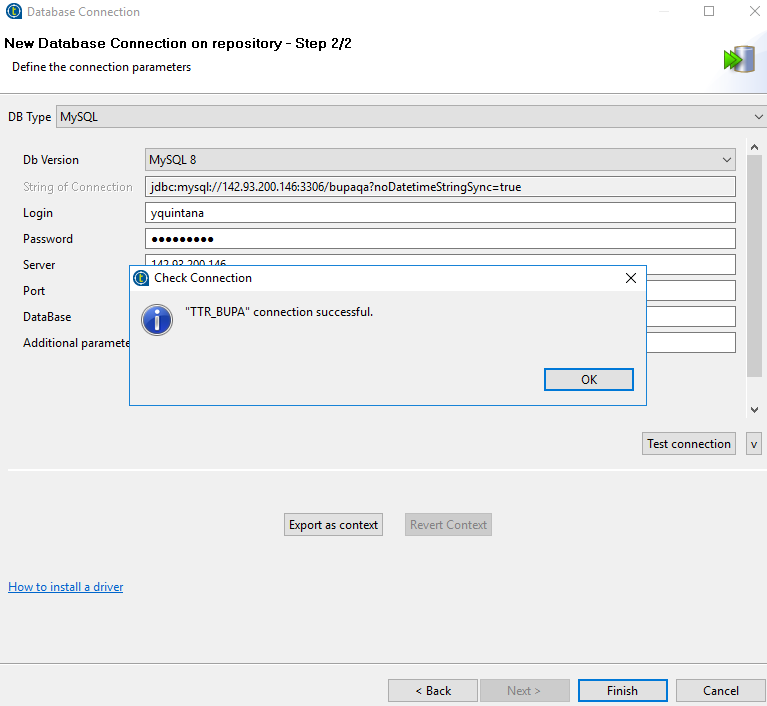 Database Connection
New Database Connection on repository - Step 2/2
Define the connection parameters
DB Type MySQL
Db Version MySQL 8
String of Connection jdbc:mysql://142.93.200.146:3306/bupaqa?noDatetimeStringSync=true
Login yquintana
Password ●●●●●●●●●
Server 142.93.200.146
Check Connection
Port
"TTR_BUPA" connection successful.
DataBase
Additional paramete
OK
Test connection v
Export as context Revert Context
How to install a driver
< Back Next > Finish Cancel